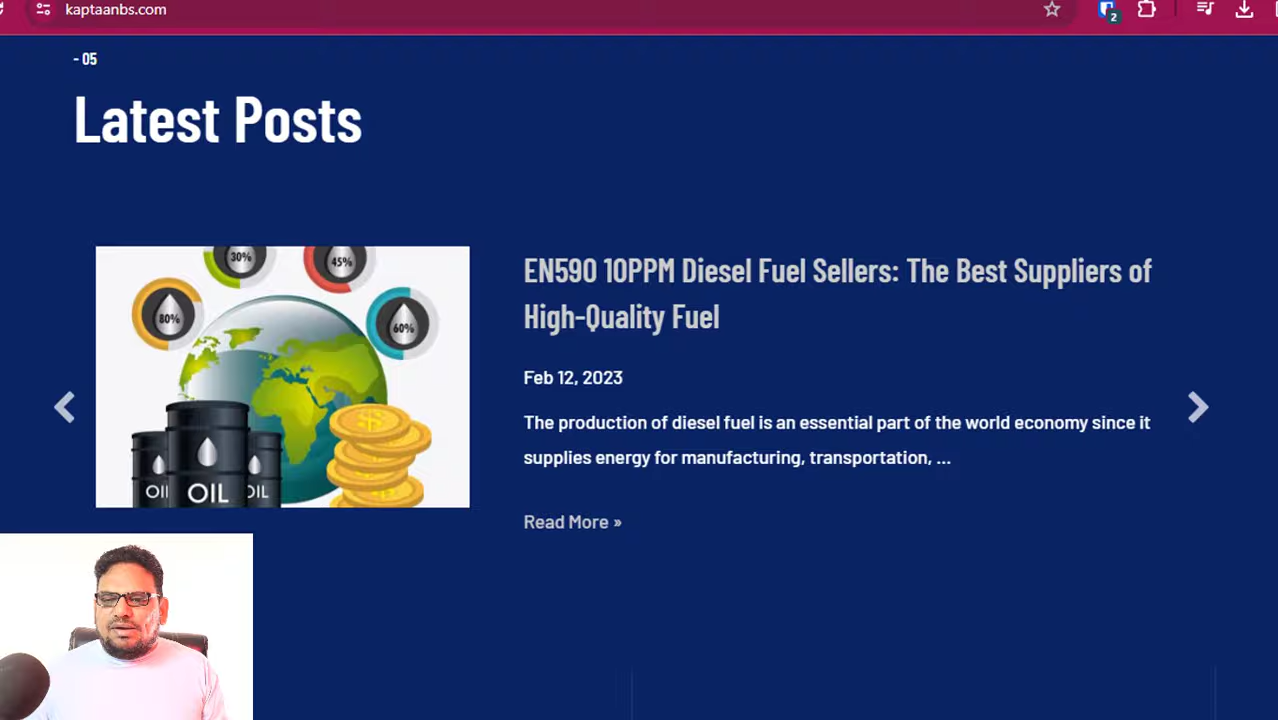 kaptaanbs.com
2
- 05
Latest Posts
30%
45%
80%
60%
OIL
OIL
OIL
EN590 10PPM Diesel Fuel Sellers: The Best Suppliers of
High-Quality Fuel
Feb 12, 2023
The production of diesel fuel is an essential part of the world economy since it
supplies energy for manufacturing, transportation, ...
Read More »